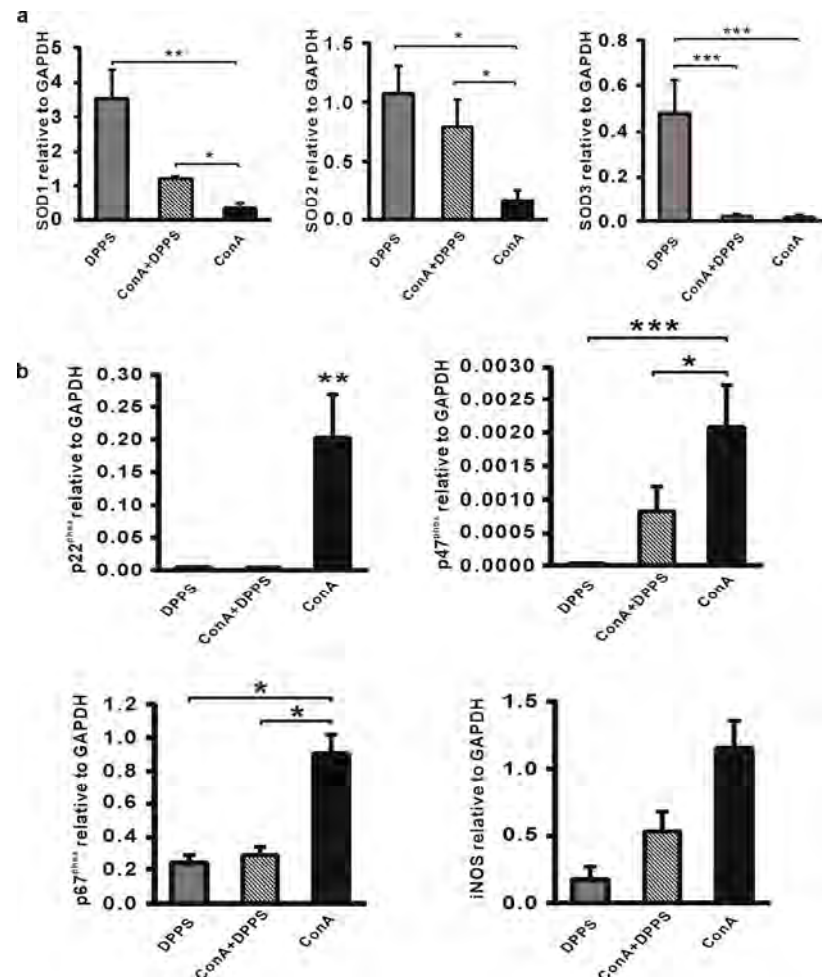 a
SOD1 relative to GAPDH
5
4
3
2
1
0
**
*
DPPS
ConA+DPPS
ConA
SOD2 relative to GAPDH
1.5
1.0
0.5
0.0
*
*
DPPS
ConA+DPPS
ConA
SOD3 relative to GAPDH
0.8
0.6
0.4
0.2
0.0
***
***
DPPS
ConA+DPPS
ConA
b
p22phox relative to GAPDH
0.30
0.25
0.20
0.15
0.10
0.05
0.00
**
DPPS
ConA+DPPS
ConA
p47phox relative to GAPDH
0.0030
0.0025
0.0020
0.0015
0.0010
0.0005
0.0000
***
*
DPPS
ConA+DPPS
ConA
p67phox relative to GAPDH
1.2
1.0
0.8
0.6
0.4
0.2
0.0
*
*
DPPS
ConA+DPPS
ConA
iNOS relative to GAPDH
1.5
1.0
0.5
0.0
DPPS
ConA+DPPS
ConA